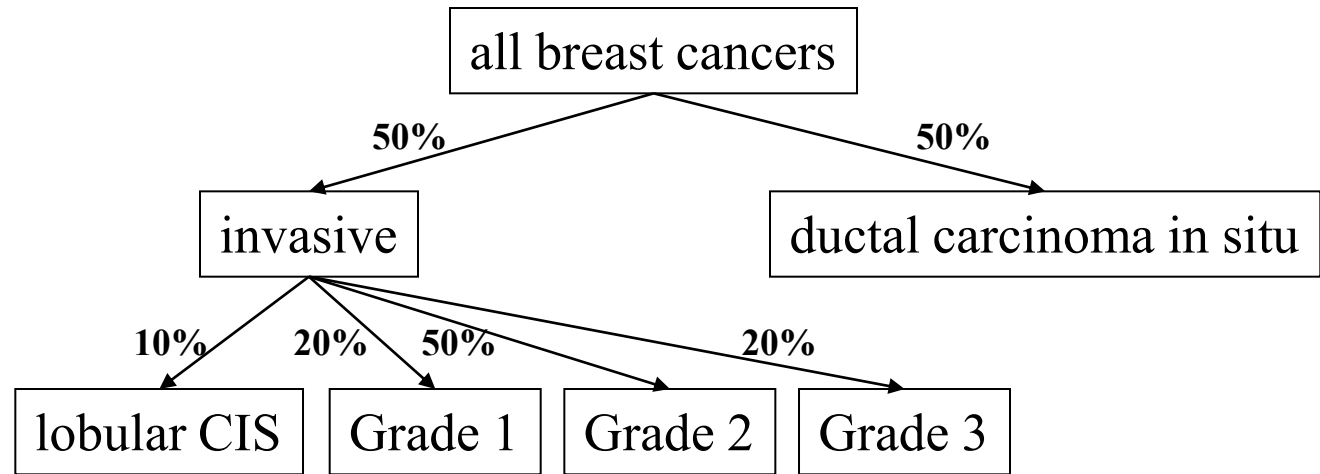 all breast cancers
50%
50%
invasive
ductal carcinoma in situ
10%
20%
50%
20%
lobular CIS
Grade 1
Grade 2
Grade 3